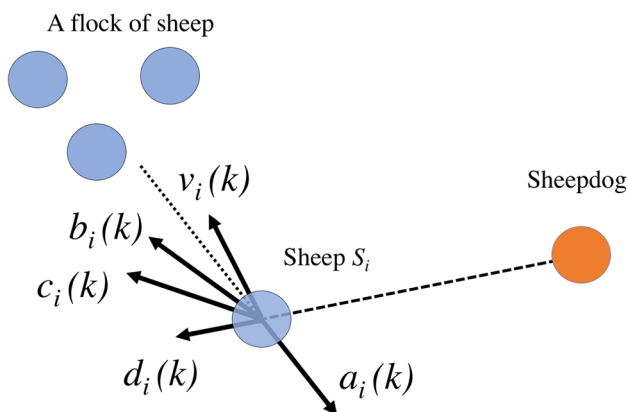 A flock of sheep
v_i(k)
Sheepdog
b_i(k)
Sheep S_i
c_i(k)
d_i(k)
a_i(k)